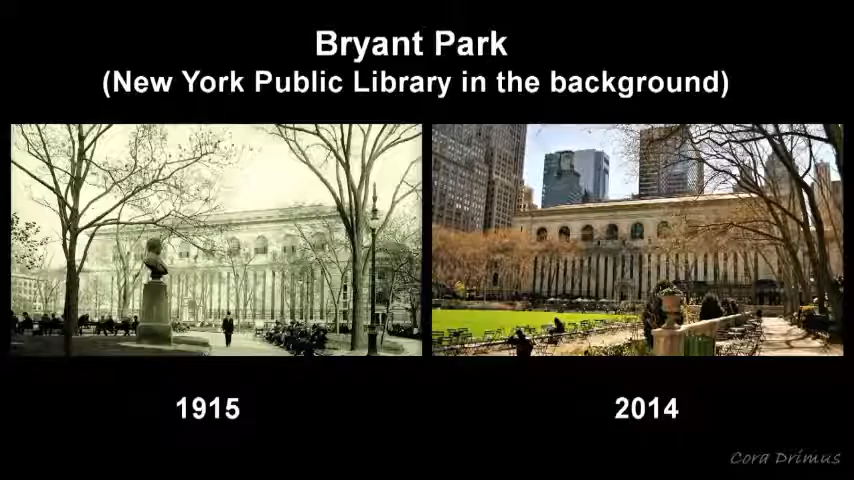 Bryant Park
(New York Public Library in the background)
1915
2014
Cora Drimus